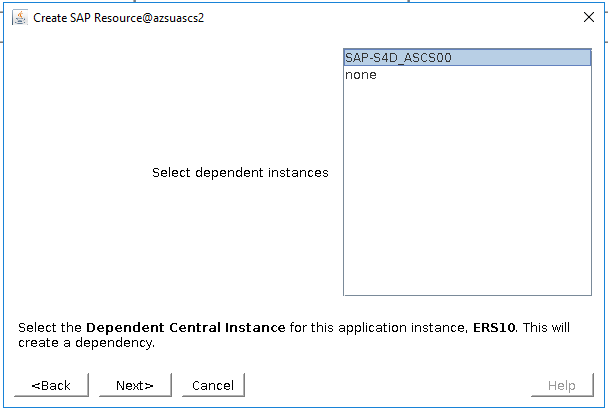 Create SAP Resource@azsuascs2
SAP-S4D_ASCS00
none
Select dependent instances
Select the Dependent Central Instance for this application instance, ERS10. This will
create a dependency.
<Back
Next>
Cancel
Help